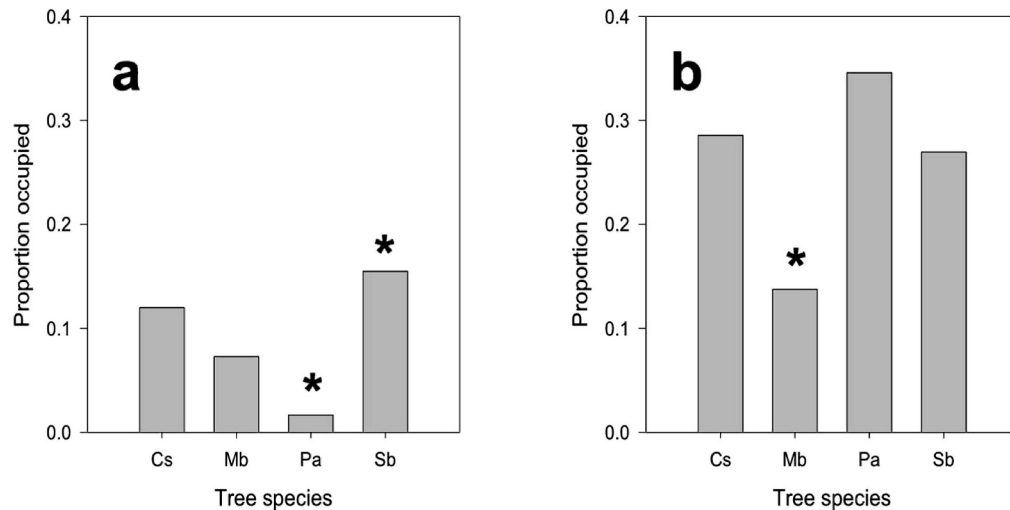 a
Proportion occupied
0.4
0.3
0.2
0.1
0.0
*
*
Cs Mb Pa Sb
Tree species
b
Proportion occupied
0.4
0.3
0.2
0.1
0.0
*
Cs Mb Pa Sb
Tree species